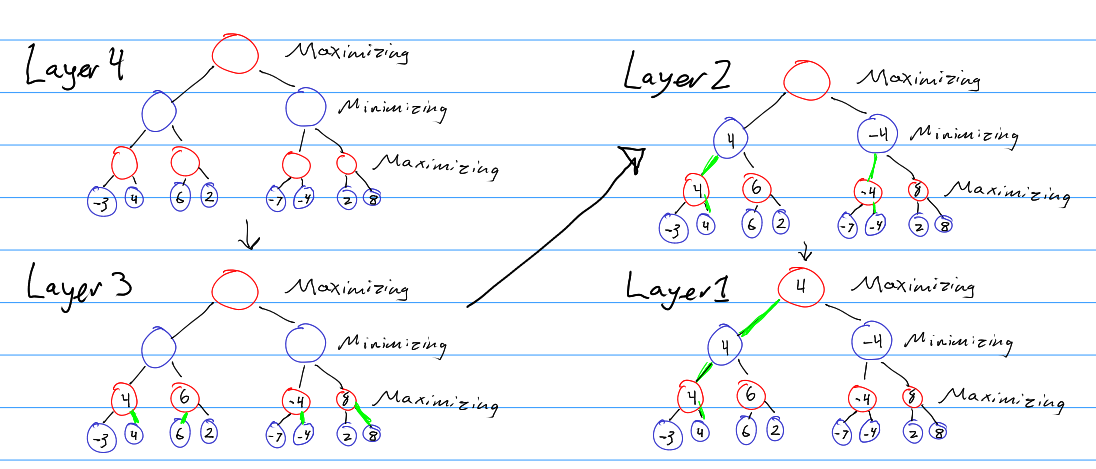 Layer 4
Maximizing
Minimizing
Maximizing
-3 4 6 2 -7 -4 2 8
Layer 3
Maximizing
Minimizing
4 6 -4 8 Maximizing
-3 4 6 2 -7 -4 2 8
Layer 2
Maximizing
4 -4 Minimizing
4 6 -4 8 Maximizing
-3 4 6 2 -7 -4 2 8
Layer 1
4 Maximizing
4 -4 Minimizing
4 6 -4 8 Maximizing
-3 4 6 2 -7 -4 2 8